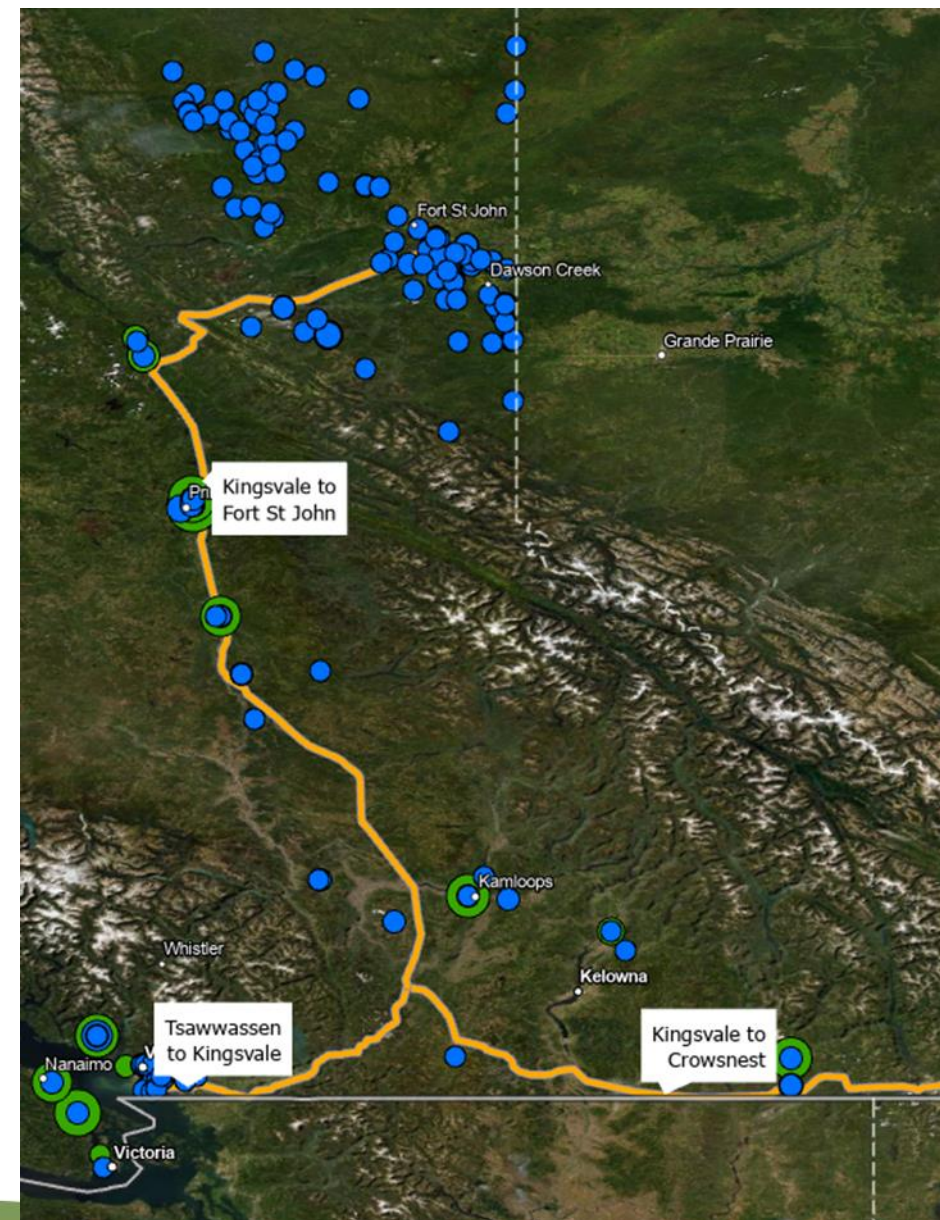 Fort St John
Dawson Creek
Grande Prairie
Kingsvale to
Fort St John
Kamloops
Whistler
Kelowna
Tsawwassen
to Kingsvale
Kingsvale to
Crowsnest
Nanaimo
Victoria